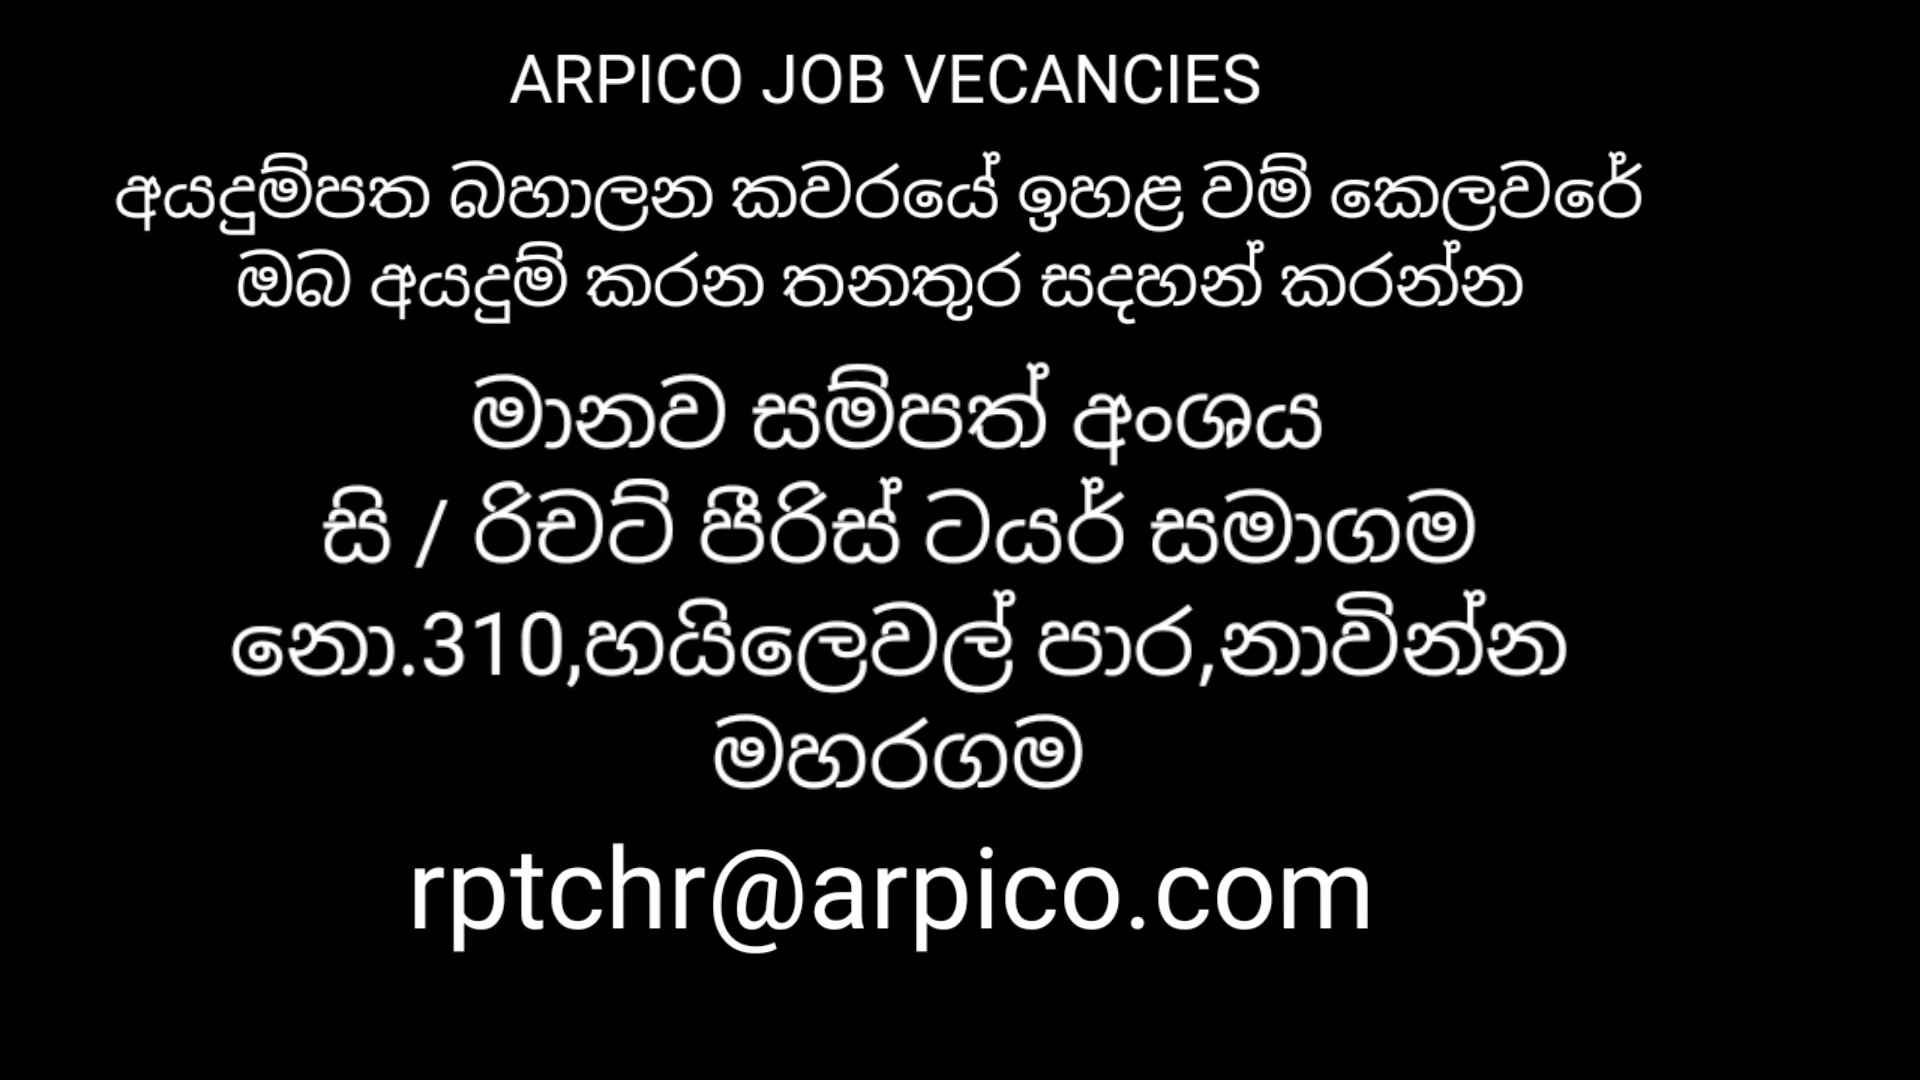 ARPICO JOB VECANCIES
අයදුම්පත බහාලන කවරයේ ඉහළ වම් කෙලවරේ
ඔබ අයදුම් කරන තනතුර සදහන් කරන්න
මානව සම්පත් අංශය
සි / රිචට් පීරිස් ටයර් සමාගම
නො.310,හයිලෙවල් පාර,නාවින්න
මහරගම
rptchr@arpico.com